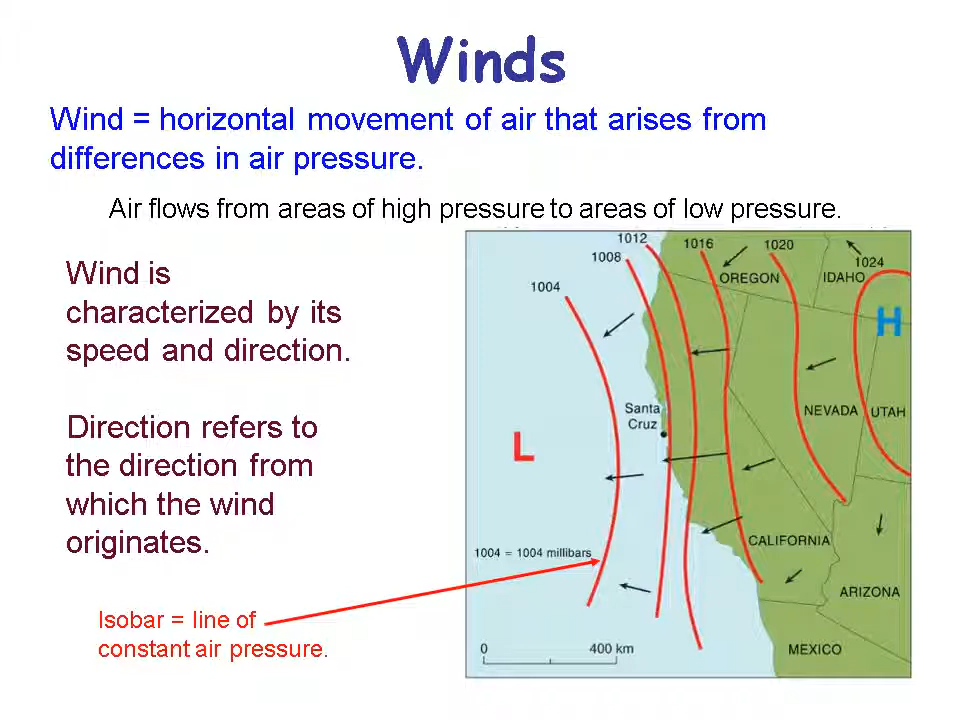 Winds
Wind = horizontal movement of air that arises from
differences in air pressure.
Air flows from areas of high pressure to areas of low pressure.
Wind is
characterized by its
speed and direction.
Direction refers to
the direction from
which the wind
originates.
Isobar = line of
constant air pressure.
1012
1016
1020
1008
1024
1004
OREGON
IDAHO
H
Santa
Cruz
NEVADA
UTAH
L
CALIFORNIA
1004 = 1004 millibars
ARIZONA
0
400 km
MEXICO